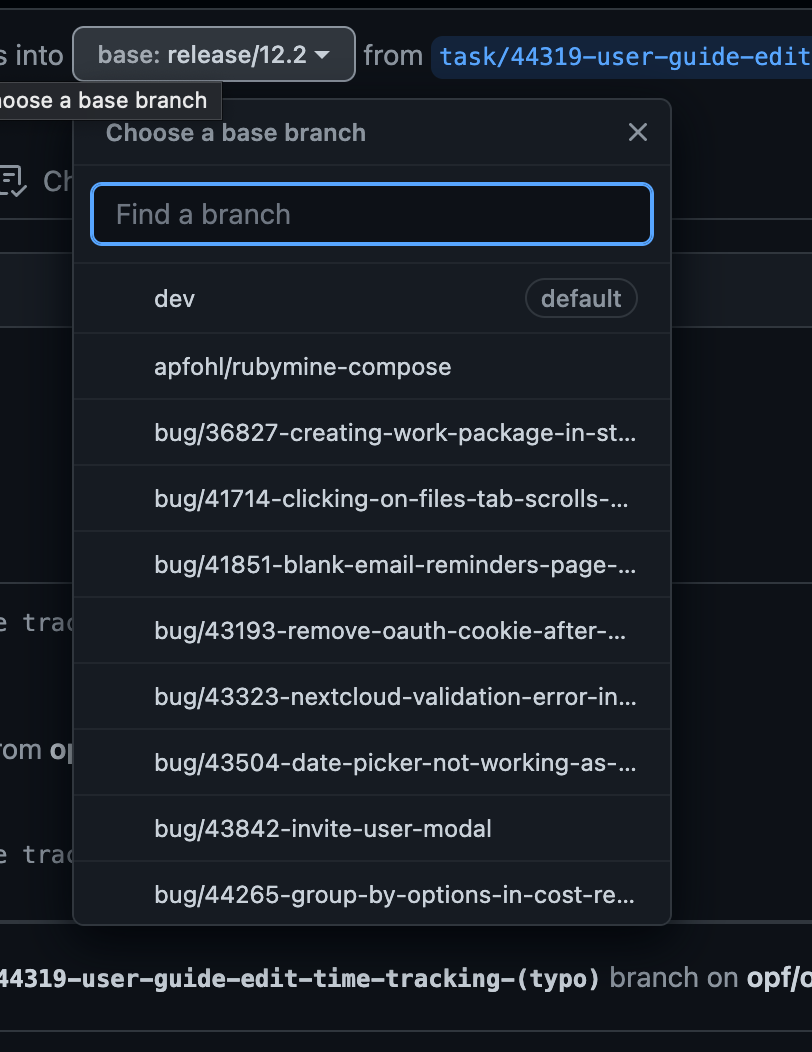 s into base: release/12.2 from task/44319-user-guide-edit
oose a base branch
Choose a base branch
Ch
Find a branch
dev default
apfohl/rubymine-compose
bug/36827-creating-work-package-in-st...
bug/41714-clicking-on-files-tab-scrolls-...
bug/41851-blank-email-reminders-page-...
bug/43193-remove-oauth-cookie-after-...
e trac
bug/43323-nextcloud-validation-error-in...
rom op
bug/43504-date-picker-not-working-as-...
bug/43842-invite-user-modal
e trac
bug/44265-group-by-options-in-cost-re...
44319-user-guide-edit-time-tracking-(typo) branch on opf/o